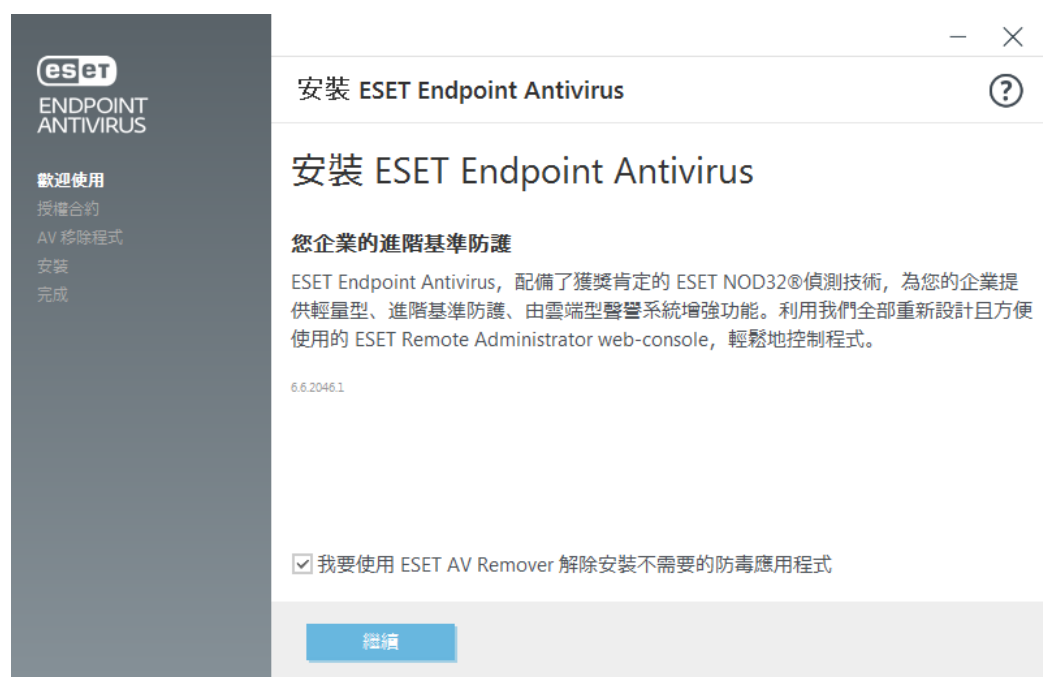 eset
ENDPOINT
ANTIVIRUS
歡迎使用
授權合約
AV 移除程式
安裝
完成
安裝 ESET Endpoint Antivirus
?
安裝 ESET Endpoint Antivirus
您企業的進階基準防護
ESET Endpoint Antivirus，配備了獲獎肯定的 ESET NOD32®偵測技術，為您的企業提
供輕量型、進階基準防護、由雲端型聲譽系統增強功能。利用我們全部重新設計且方便
使用的 ESET Remote Administrator web-console，輕鬆地控制程式。
6.6.2046.1
我要使用 ESET AV Remover 解除安裝不需要的防毒應用程式
繼續